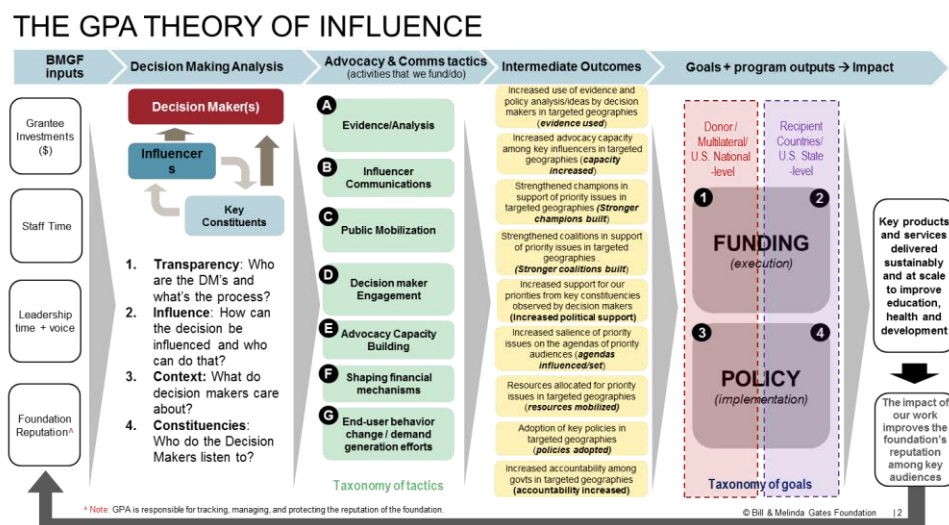 THE GPA THEORY OF INFLUENCE
BMGF
inputs
Decision Making Analysis
Advocacy & Comms tactics
(activities that we fund/do)
Intermediate Outcomes
Goals + program outputs → Impact
Grantee
Investments
($)
Staff Time
Leadership
time + voice
Foundation
Reputation^
Decision Maker(s)
Influencer
s
Key
Constituents
1. Transparency: Who
are the DM's and
what's the process?
2. Influence: How can
the decision be
influenced and who
can do that?
3. Context: What do
decision makers care
about?
4. Constituencies:
Who do the Decision
Makers listen to?
A
Evidence/Analysis
B
Influencer
Communications
C
Public Mobilization
D
Decision maker
Engagement
E
Advocacy Capacity
Building
F
Shaping financial
mechanisms
G
End-user behavior
change / demand
generation efforts
Taxonomy of tactics
Increased use of evidence and
policy analysis/ideas by decision
makers in targeted geographies
(evidence used)
Increased advocacy capacity
among key influencers in targeted
geographies (capacity
increased)
Strengthened champions in
support of priority issues in
targeted geographies (Stronger
champions built)
Strengthened coalitions in support
of priority issues in targeted
geographies .
(Stronger coalitions built)
Increased support for our
priorities from key constituencies
observed by decision makers
(Increased political support)
Increased salience of priority
issues on the agendas of priority
audiences (agendas
influenced/set)
Resources allocated for priority
issues in targeted geographies
(resources mobilized)
Adoption of key policies in
targeted geographies
(policies adopted)
Increased accountability among
govts in targeted geographies
(accountability increased)
Donor /
Multilateral/
U.S. National
-level
Recipient
Countries/
U.S. State
-level
1
2
FUNDING
(execution)
3
4
POLICY
(implementation)
Taxonomy of goals
Key products
and services
delivered
sustainably
and at scale
to improve
education,
health and
development
The impact of
our work
improves the
foundation's
reputation
among key
audiences
^ Note: GPA is responsible for tracking, managing, and protecting the reputation of the foundation.
© Bill & Melinda Gates Foundation | 2